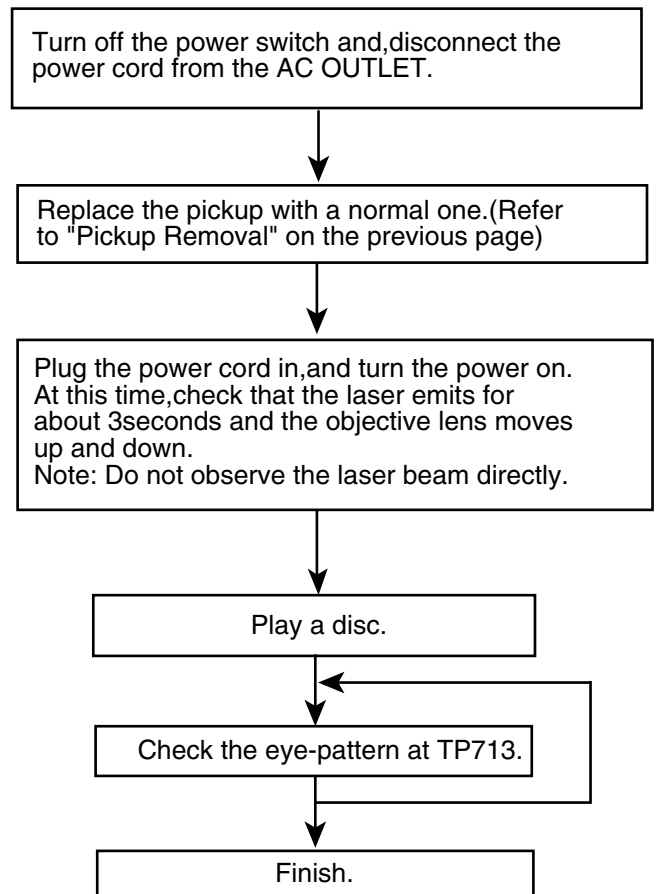 Turn off the power switch and,disconnect the
power cord from the AC OUTLET.
Replace the pickup with a normal one.(Refer
to "Pickup Removal" on the previous page)
Plug the power cord in,and turn the power on.
At this time,check that the laser emits for
about 3seconds and the objective lens moves
up and down.
Note: Do not observe the laser beam directly.
Play a disc.
Check the eye-pattern at TP713.
Finish.